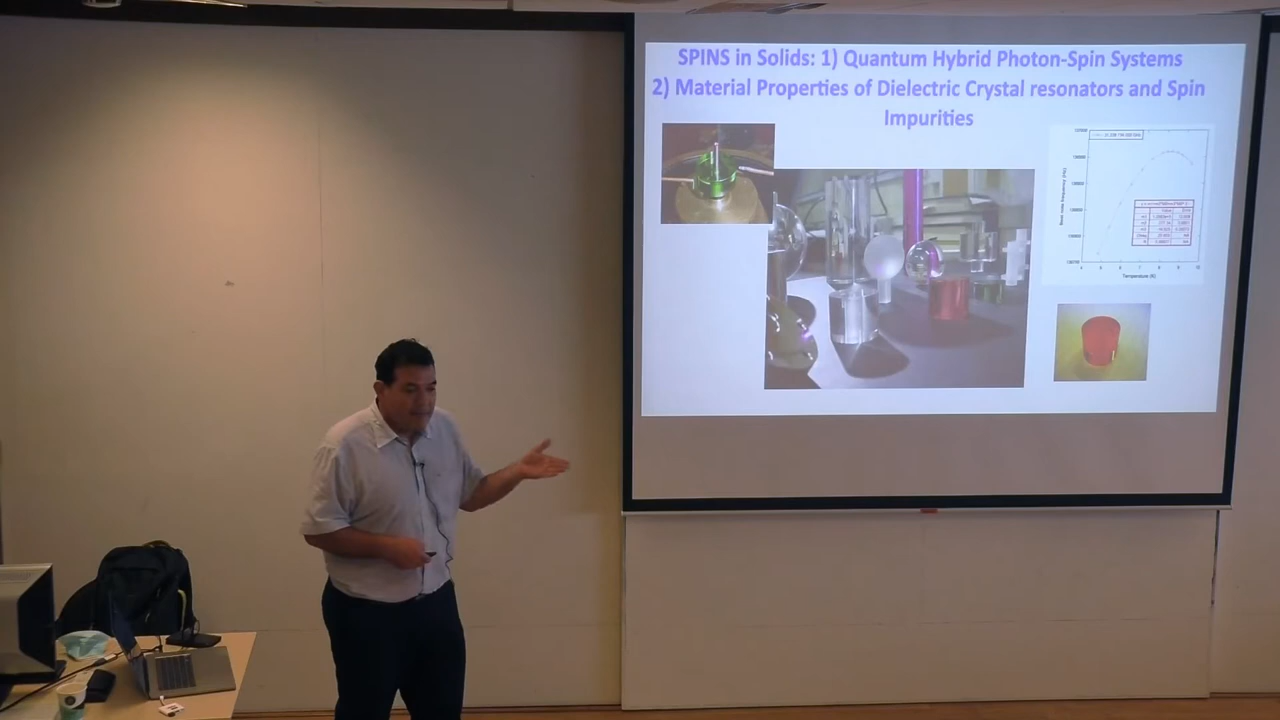 SPINS in Solids: 1) Quantum Hybrid Photon-Spin Systems
2) Material Properties of Dielectric Crystal resonators and Spin
Impurities
Temperature (K)